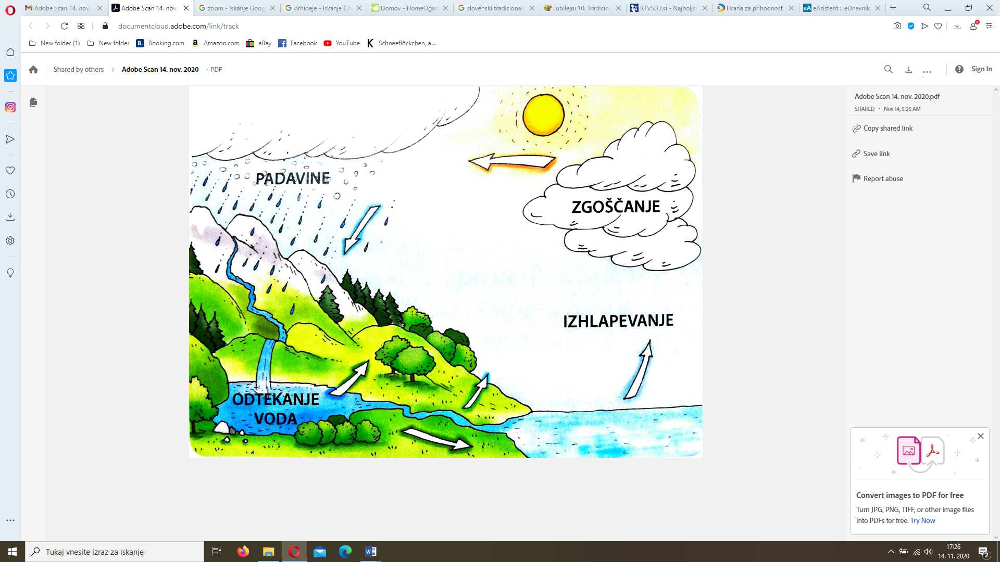 Adobe Scan 14. nov.
Adobe Scan 14. nov.
zoom - Iskanje Goog
orhideje - Iskanje Go
Domov - HomeOgar
slovenski tradicional
Jubilejni 10. Tradicion
RTVSLO.si - Najboljši
Hrana za prihodnost
eAsistent :: eDnevnik
documentcloud.adobe.com/link/track
New folder (1)
New folder
Booking.com
Amazon.com
eBay
Facebook
YouTube
Schneeflöckchen, a...
Shared by others
Adobe Scan 14. nov. 2020 · PDF
Sign In
Adobe Scan 14. nov. 2020.pdf
SHARED • Nov 14, 5:25 AM
Copy shared link
Save link
Report abuse
PADAVINE
ZGOŠČANJE
IZHLAPEVANJE
ODTEKANJE
VODA
Convert images to PDF for free
Turn JPG, PNG, TIFF, or other image files
into PDFs for free. Try Now
Tukaj vnesite izraz za iskanje
17:26
14. 11. 2020
2